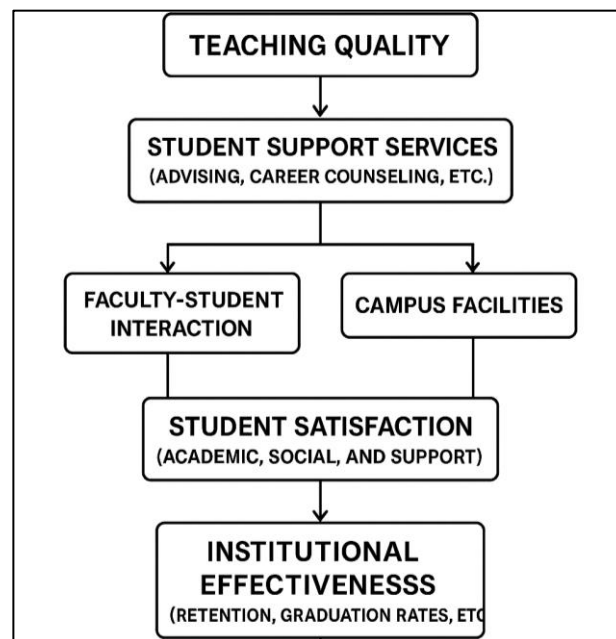 TEACHING QUALITY
STUDENT SUPPORT SERVICES
(ADVISING, CAREER COUNSELING, ETC.)
FACULTY-STUDENT
INTERACTION
CAMPUS FACILITIES
STUDENT SATISFACTION
(ACADEMIC, SOCIAL, AND SUPPORT)
INSTITUTIONAL
EFFECTIVENESSS
(RETENTION, GRADUATION RATES, ETC